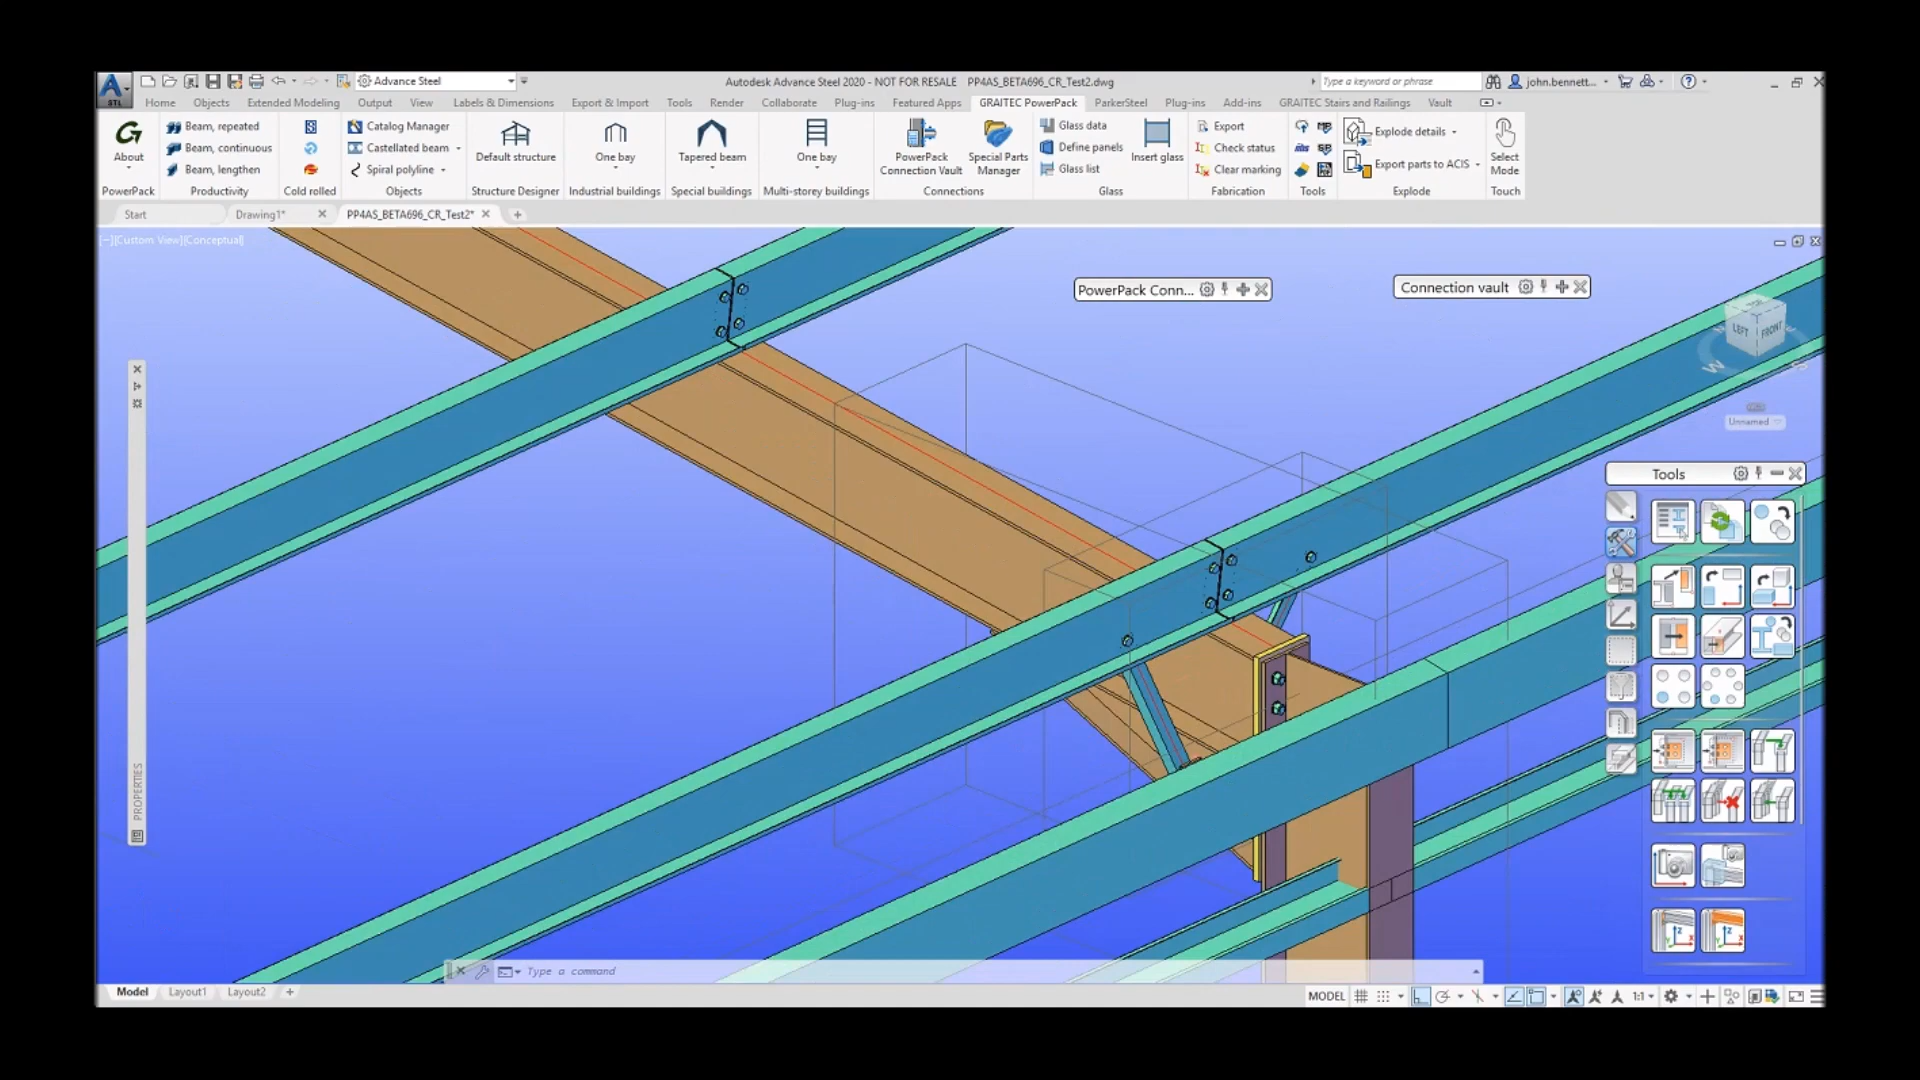 STL
Advance Steel
Autodesk Advance Steel 2020 - NOT FOR RESALE PP4AS_BETA696_CR_Test2.dwg
Type a keyword or phrase
john.bennett...
Home Objects Extended Modeling Output View Labels & Dimensions Export & Import Tools Render Collaborate Plug-ins Featured Apps GRAITEC PowerPack ParkerSteel Plug-ins Add-ins GRAITEC Stairs and Railings Vault
About
PowerPack
Beam, repeated
Beam, continuous
Beam, lengthen
Productivity
Cold rolled
Catalog Manager
Castellated beam
Spiral polyline
Objects
Default structure
Structure Designer
One bay
Industrial buildings
Tapered beam
Special buildings
One bay
Multi-storey buildings
PowerPack
Connection Vault
Special Parts
Manager
Connections
Glass data
Define panels
Glass list
Insert glass
Glass
Export
Check status
Clear marking
Fabrication
Tools
Explode details
Export parts to ACIS
Explode
Select
Mode
Touch
Start Drawing1* PP4AS_BETA696_CR_Test2*
[−][Custom View][Conceptual]
PowerPack Conn...
Connection vault
LEFT FRONT
W
Unnamed
Tools
PROPERTIES
Type a command
Model Layout1 Layout2
MODEL
1:1